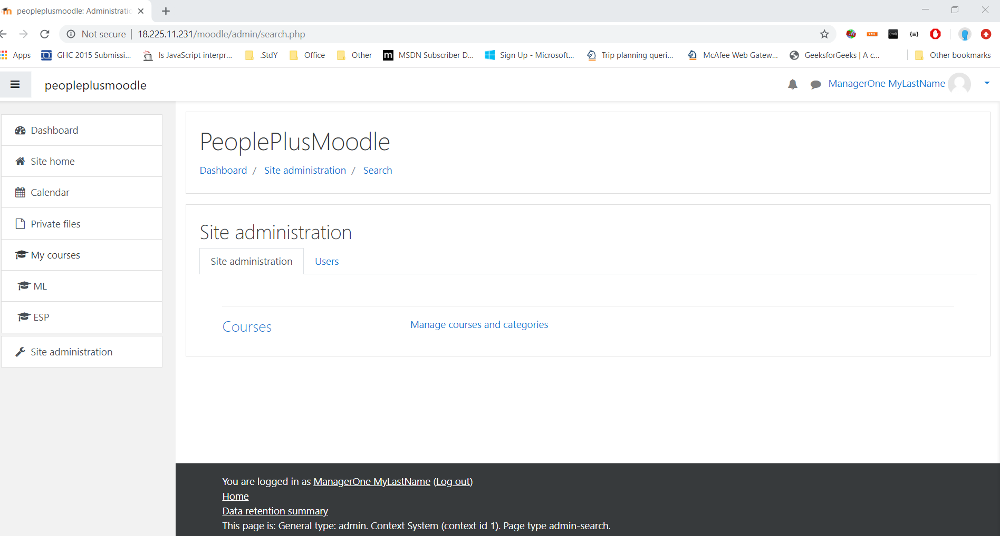 peopleplusmoodle: Administratio
Not secure | 18.225.11.231/moodle/admin/search.php
XML
(md)
{≡}
Apps
GHC 2015 Submissi...
Is JavaScript interpr...
.StdY
Office
Other
m
MSDN Subscriber D...
Sign Up - Microsoft...
Trip planning queri...
McAfee Web Gatew...
GeeksforGeeks | A c...
Other bookmarks
peopleplusmoodle
ManagerOne MyLastName
Dashboard
Site home
Calendar
Private files
My courses
ML
ESP
Site administration
PeoplePlusMoodle
Dashboard / Site administration / Search
Site administration
Site administration
Users
Courses
Manage courses and categories
You are logged in as ManagerOne MyLastName (Log out)
Home
Data retention summary
This page is: General type: admin. Context System (context id 1). Page type admin-search.